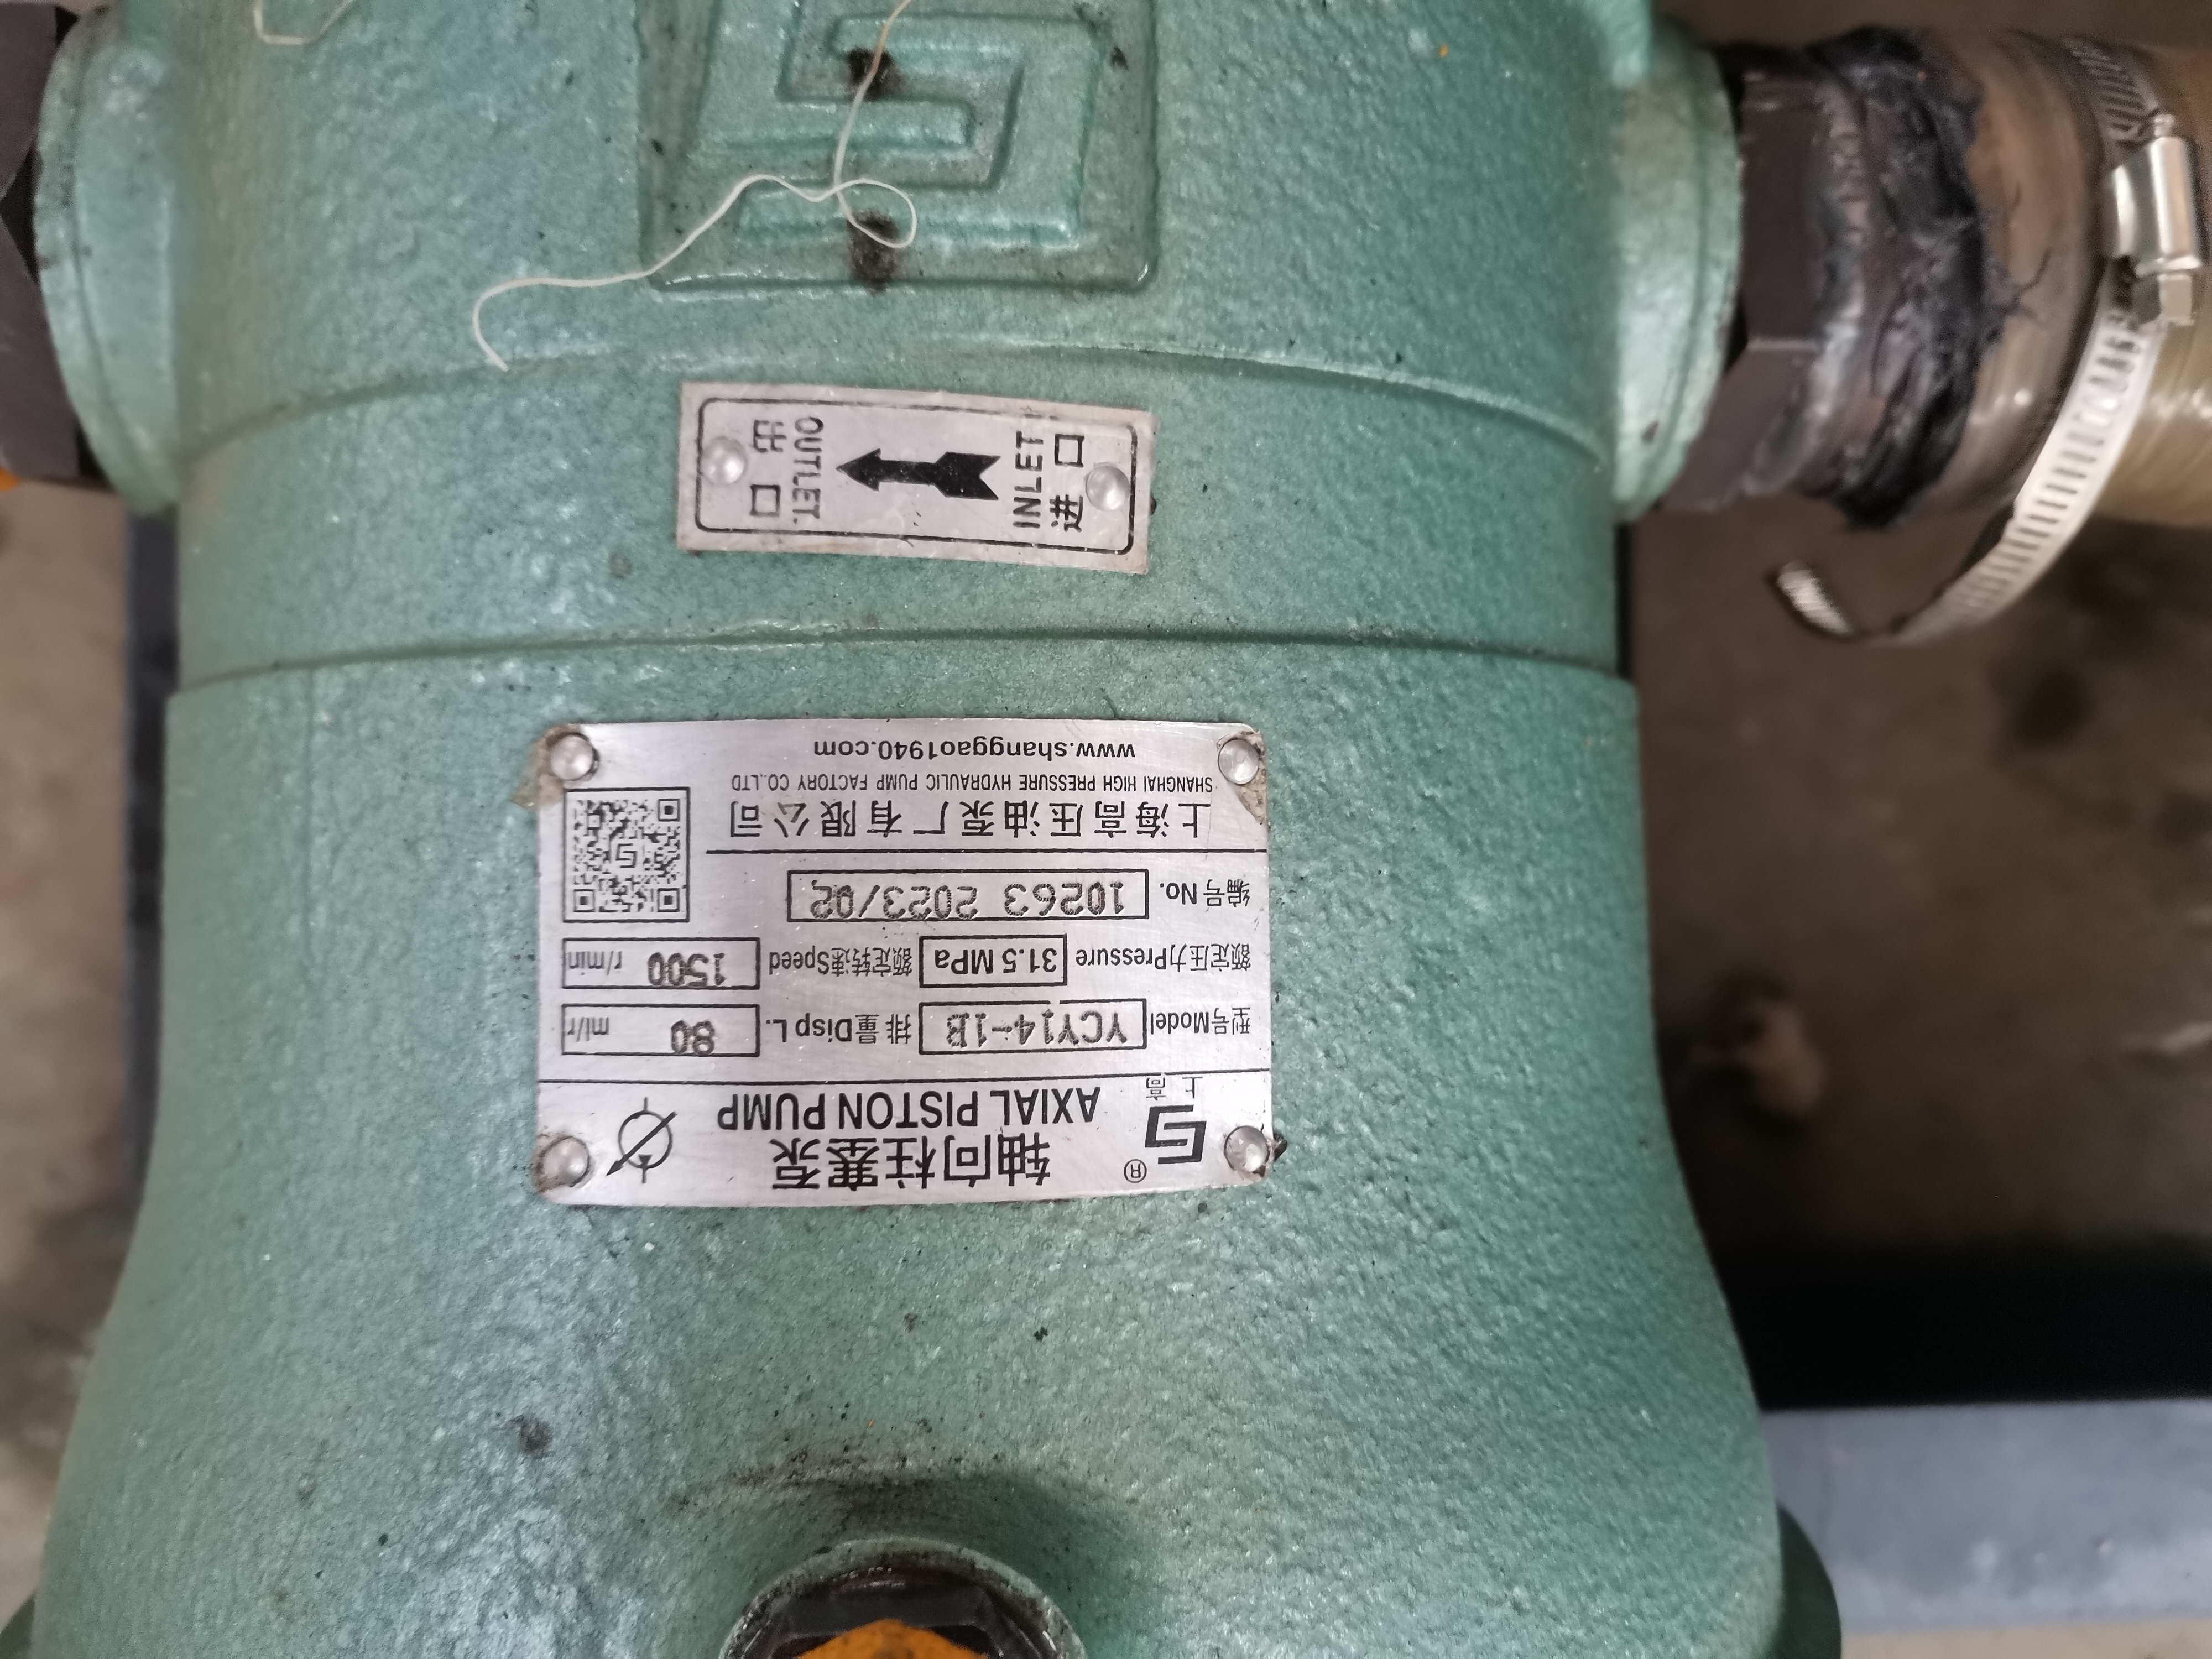 出口
OUTLET.
INLET
进口
轴向柱塞泵
AXIAL PISTON PUMP
®
上高
型号Model YCY14-1B 排量Disp L. 80 ml/r
额定压力Pressure 31.5 MPa 额定转速Speed 1500 r/min
编号No. 10263 2023/02
上海高压油泵厂有限公司
SHANGHAI HIGH PRESSURE HYDRAULIC PUMP FACTORY CO.,LTD
www.shanggao1940.com